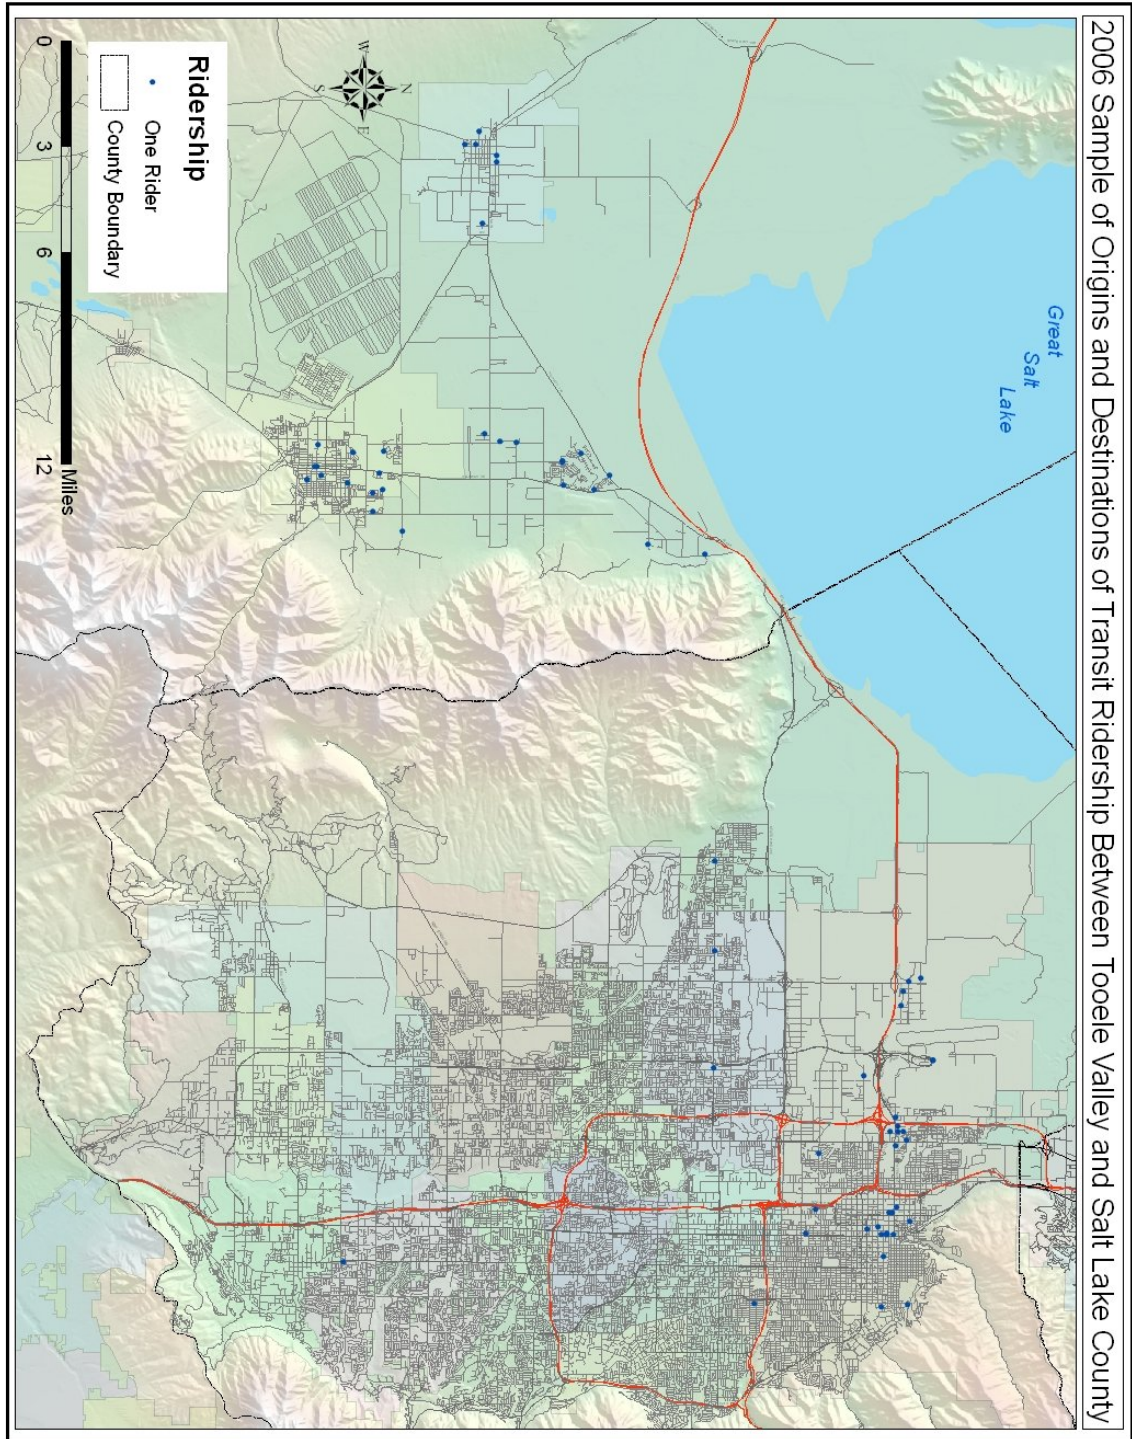 2006 Sample of Origins and Destinations of Transit Ridership Between Tooele Valley and Salt Lake County
Great
Salt
Lake
W
N
S
E
Ridership
One Rider
County Boundary
0
3
6
12
Miles